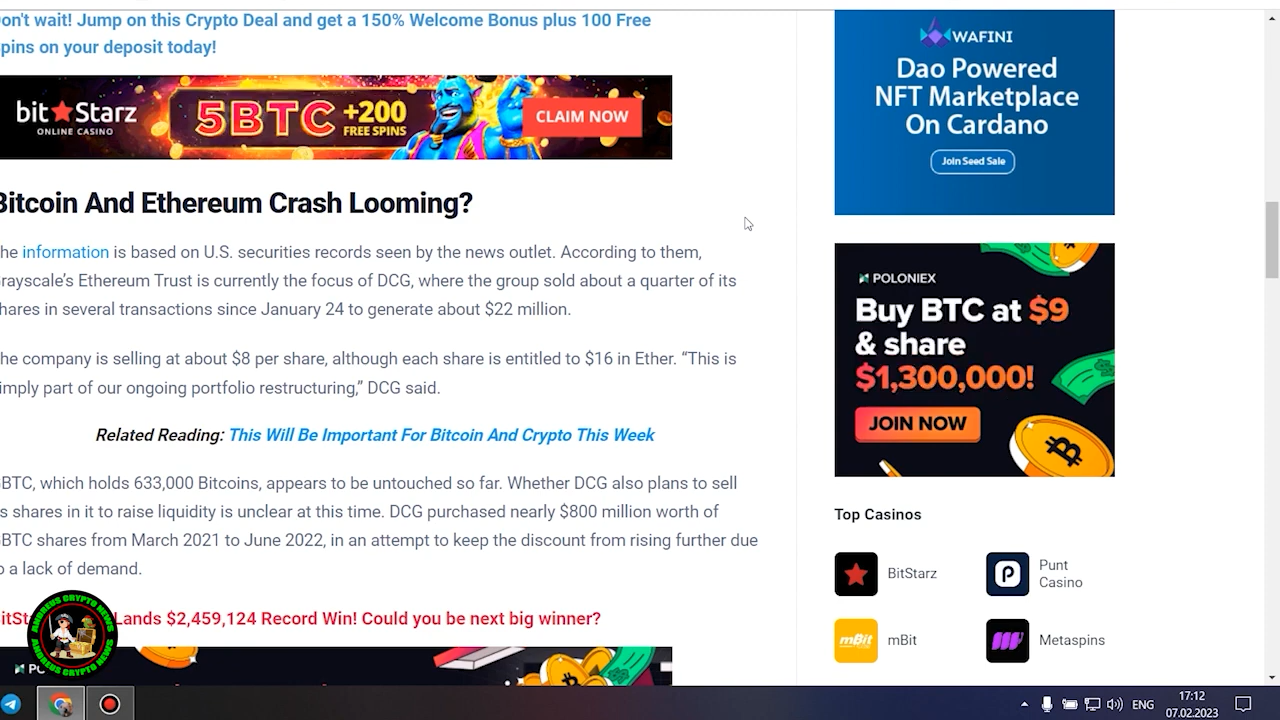 on't wait! Jump on this Crypto Deal and get a 150% Welcome Bonus plus 100 Free
pins on your deposit today!
bit★Starz
ONLINE CASINO
5BTC +200
FREE SPINS
CLAIM NOW
Bitcoin And Ethereum Crash Looming?
he information is based on U.S. securities records seen by the news outlet. According to them,
rayscale's Ethereum Trust is currently the focus of DCG, where the group sold about a quarter of its
hares in several transactions since January 24 to generate about $22 million.
he company is selling at about $8 per share, although each share is entitled to $16 in Ether. “This is
imply part of our ongoing portfolio restructuring,” DCG said.
Related Reading: This Will Be Important For Bitcoin And Crypto This Week
BTC, which holds 633,000 Bitcoins, appears to be untouched so far. Whether DCG also plans to sell
s shares in it to raise liquidity is unclear at this time. DCG purchased nearly $800 million worth of
BTC shares from March 2021 to June 2022, in an attempt to keep the discount from rising further due
o a lack of demand.
itSt Lands $2,459,124 Record Win! Could you be next big winner?
ANDREUS CRYPTO NEWS
ANDREUS CRYPTO NEWS
PO
WAFINI
Dao Powered
NFT Marketplace
On Cardano
Join Seed Sale
POLONIEX
Buy BTC at $9
& share
$1,300,000!
JOIN NOW
Top Casinos
BitStarz
Punt
Casino
mBit
mBit
Metaspins
ENG
17:12
07.02.2023